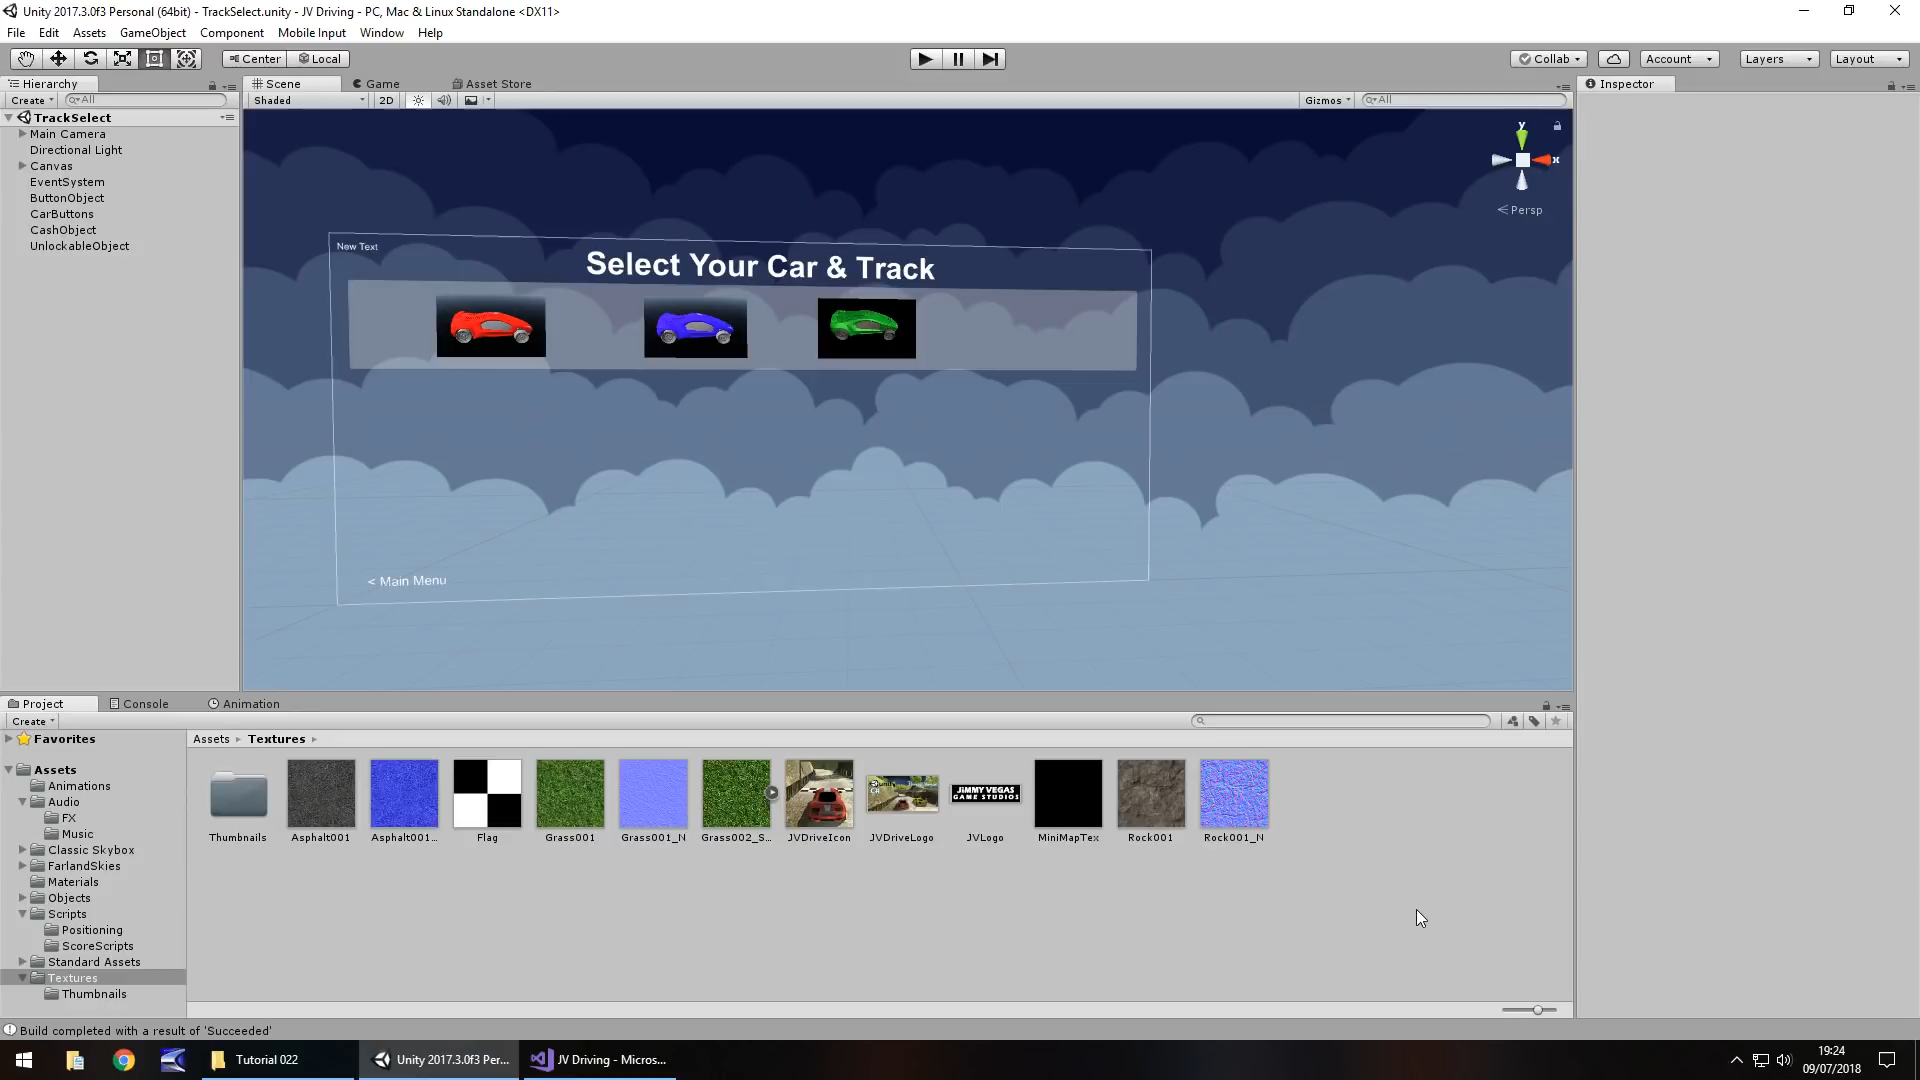 Unity 2017.3.0f3 Personal (64bit) - TrackSelect.unity - JV Driving - PC, Mac & Linux Standalone <DX11>
File Edit Assets GameObject Component Mobile Input Window Help
Center Local Collab Account Layers Layout
Hierarchy Scene Game Asset Store Inspector
Create All Shaded 2D Gizmos All
TrackSelect
Main Camera
Directional Light
Canvas
EventSystem
ButtonObject
CarButtons
CashObject
UnlockableObject
y
x
Persp
New Text
Select Your Car & Track
< Main Menu
Project Console Animation
Create
Favorites
Assets
Animations
Audio
FX
Music
Classic Skybox
FarlandSkies
Materials
Objects
Scripts
Positioning
ScoreScripts
Standard Assets
Textures
Thumbnails
Assets Textures
JIMMY VEGAS
GAME STUDIOS
Thumbnails Asphalt001 Asphalt001... Flag Grass001 Grass001_N Grass002_S... JVDriveIcon JVDriveLogo JVLogo MiniMapTex Rock001 Rock001_N
Build completed with a result of 'Succeeded'
Tutorial 022 Unity 2017.3.0f3 Per... JV Driving - Micros...
19:24
09/07/2018